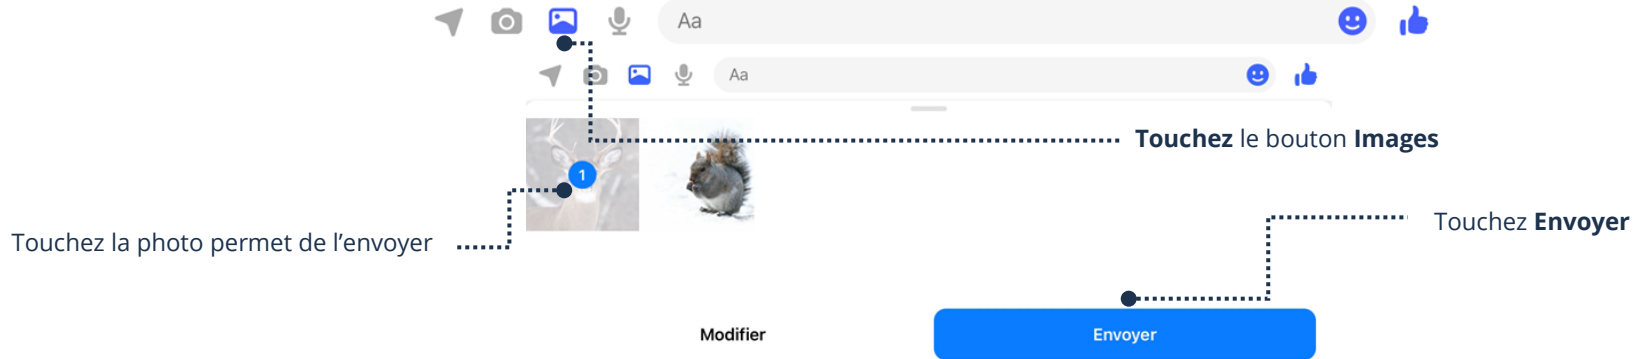 Aa
Aa
Touchez le bouton Images
1
Touchez Envoyer
Touchez la photo permet de l’envoyer
Modifier
Envoyer